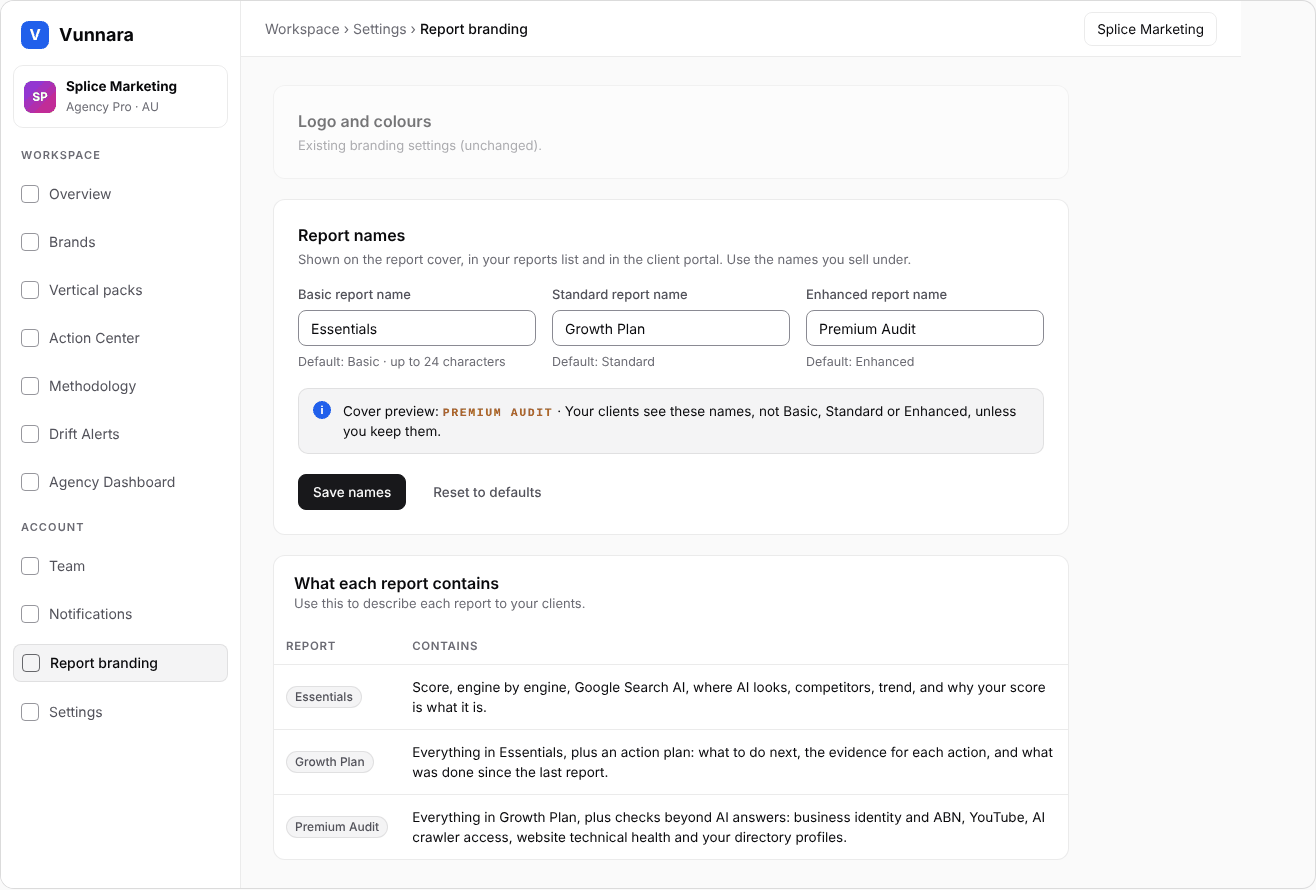 V Vunnara
SP Splice Marketing
Agency Pro · AU
WORKSPACE
Overview
Brands
Vertical packs
Action Center
Methodology
Drift Alerts
Agency Dashboard
ACCOUNT
Team
Notifications
Report branding
Settings
Workspace › Settings › Report branding
Splice Marketing
Logo and colours
Existing branding settings (unchanged).
Report names
Shown on the report cover, in your reports list and in the client portal. Use the names you sell under.
Basic report name
Essentials
Default: Basic · up to 24 characters
Standard report name
Growth Plan
Default: Standard
Enhanced report name
Premium Audit
Default: Enhanced
i Cover preview: PREMIUM AUDIT · Your clients see these names, not Basic, Standard or Enhanced, unless
you keep them.
Save names
Reset to defaults
What each report contains
Use this to describe each report to your clients.
REPORT CONTAINS
Essentials
Score, engine by engine, Google Search AI, where AI looks, competitors, trend, and why your score
is what it is.
Growth Plan
Everything in Essentials, plus an action plan: what to do next, the evidence for each action, and what
was done since the last report.
Premium Audit
Everything in Growth Plan, plus checks beyond AI answers: business identity and ABN, YouTube, AI
crawler access, website technical health and your directory profiles.